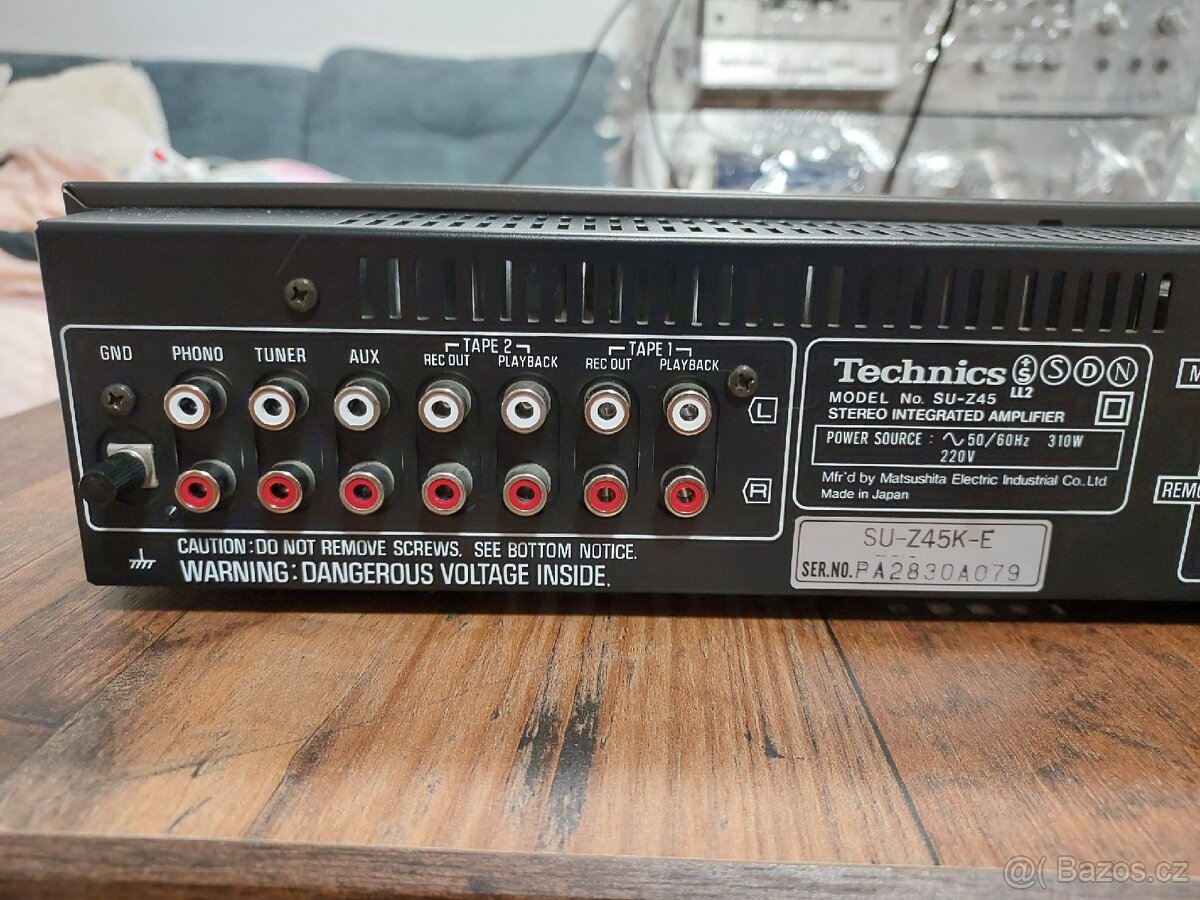 GND PHONO TUNER AUX TAPE 2 TAPE 1
REC OUT PLAYBACK REC OUT PLAYBACK
L
R
CAUTION: DO NOT REMOVE SCREWS. SEE BOTTOM NOTICE.
WARNING: DANGEROUS VOLTAGE INSIDE.
Technics S S D N
LL2
MODEL No. SU-Z45
STEREO INTEGRATED AMPLIFIER
POWER SOURCE : ∿ 50/60Hz 310W
220V
Mfr'd by Matsushita Electric Industrial Co., Ltd
Made in Japan
SU-Z45K-E
SER.NO. PA2830A079
M
REMO
@( Bazos.cz